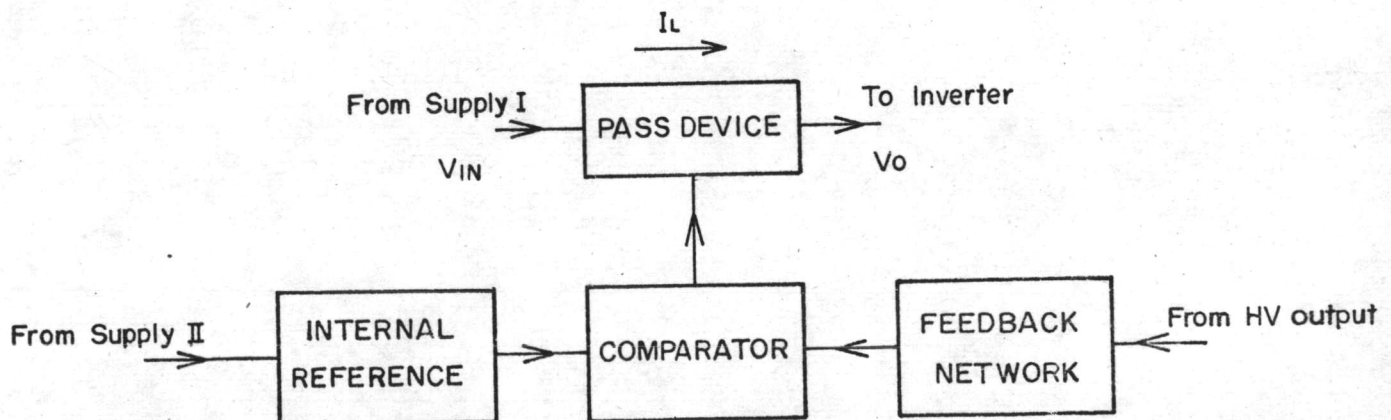 IL
From Supply I
PASS DEVICE
To Inverter
VIN
VO
From Supply II
INTERNAL
REFERENCE
COMPARATOR
FEEDBACK
NETWORK
From HV output